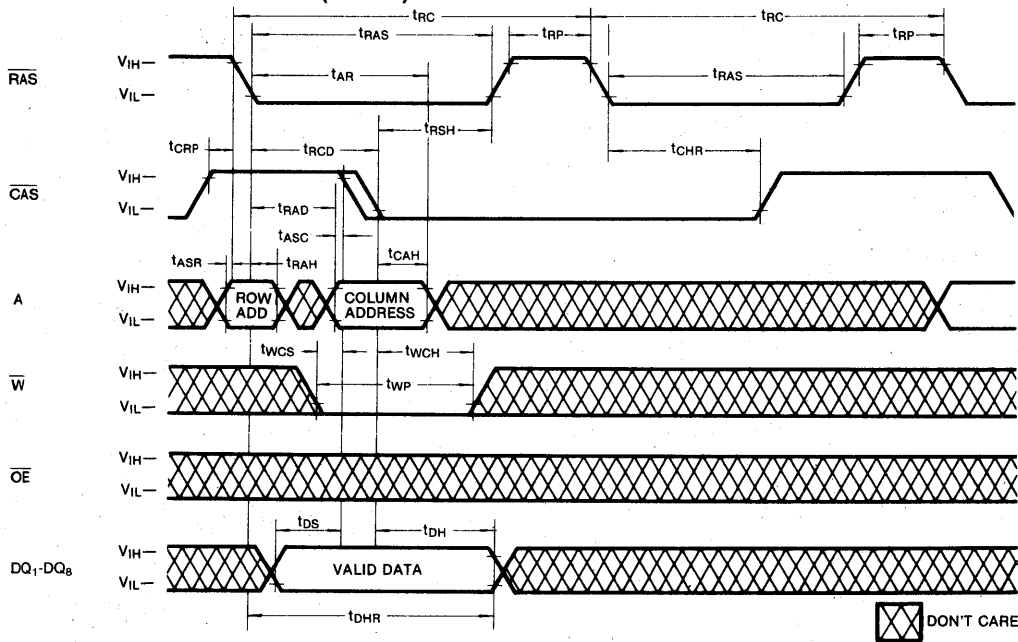 tRC tRC
tRAS tRP tRP
RAS VIH— tAR tRAS
VIL—
tRSH
tCRP tRCD tCHR
CAS VIH—
VIL— tRAD
tASC
tASR tRAH tCAH
A VIH— ROW ADD COLUMN ADDRESS
VIL—
tWCS tWCH
W VIH— tWP
VIL—
OE VIH—
VIL—
tDS tDH
DQ1-DQ8 VIH— VALID DATA
VIL—
tDHR
DON'T CARE